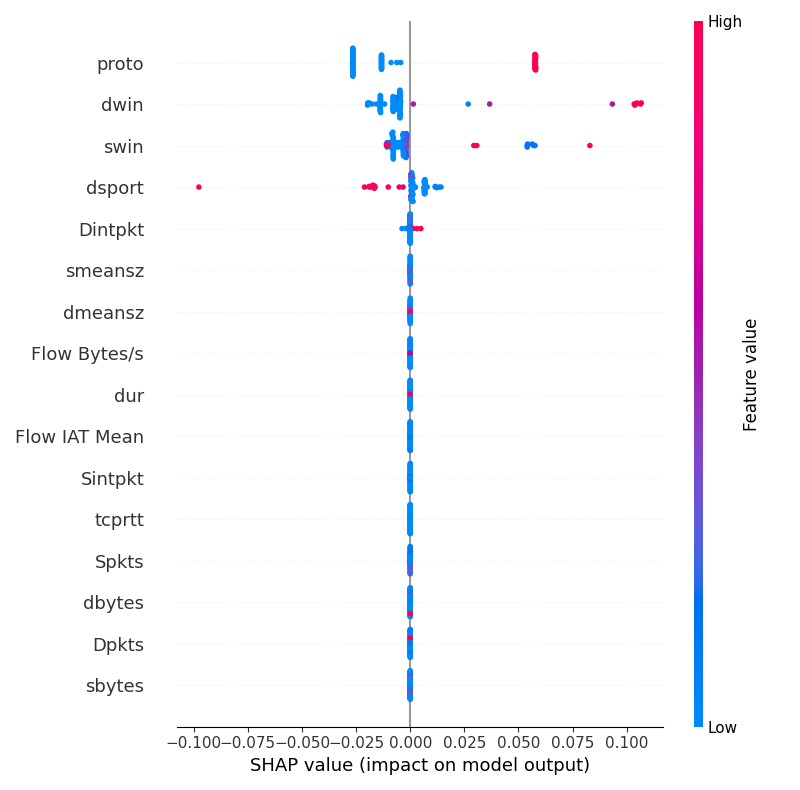 High
proto
dwin
swin
dsport
Dintpkt
smeansz
dmeansz
Flow Bytes/s
dur
Flow IAT Mean
Sintpkt
tcprtt
Spkts
dbytes
Dpkts
sbytes
Feature value
Low
−0.100 −0.075 −0.050 −0.025 0.000 0.025 0.050 0.075 0.100
SHAP value (impact on model output)